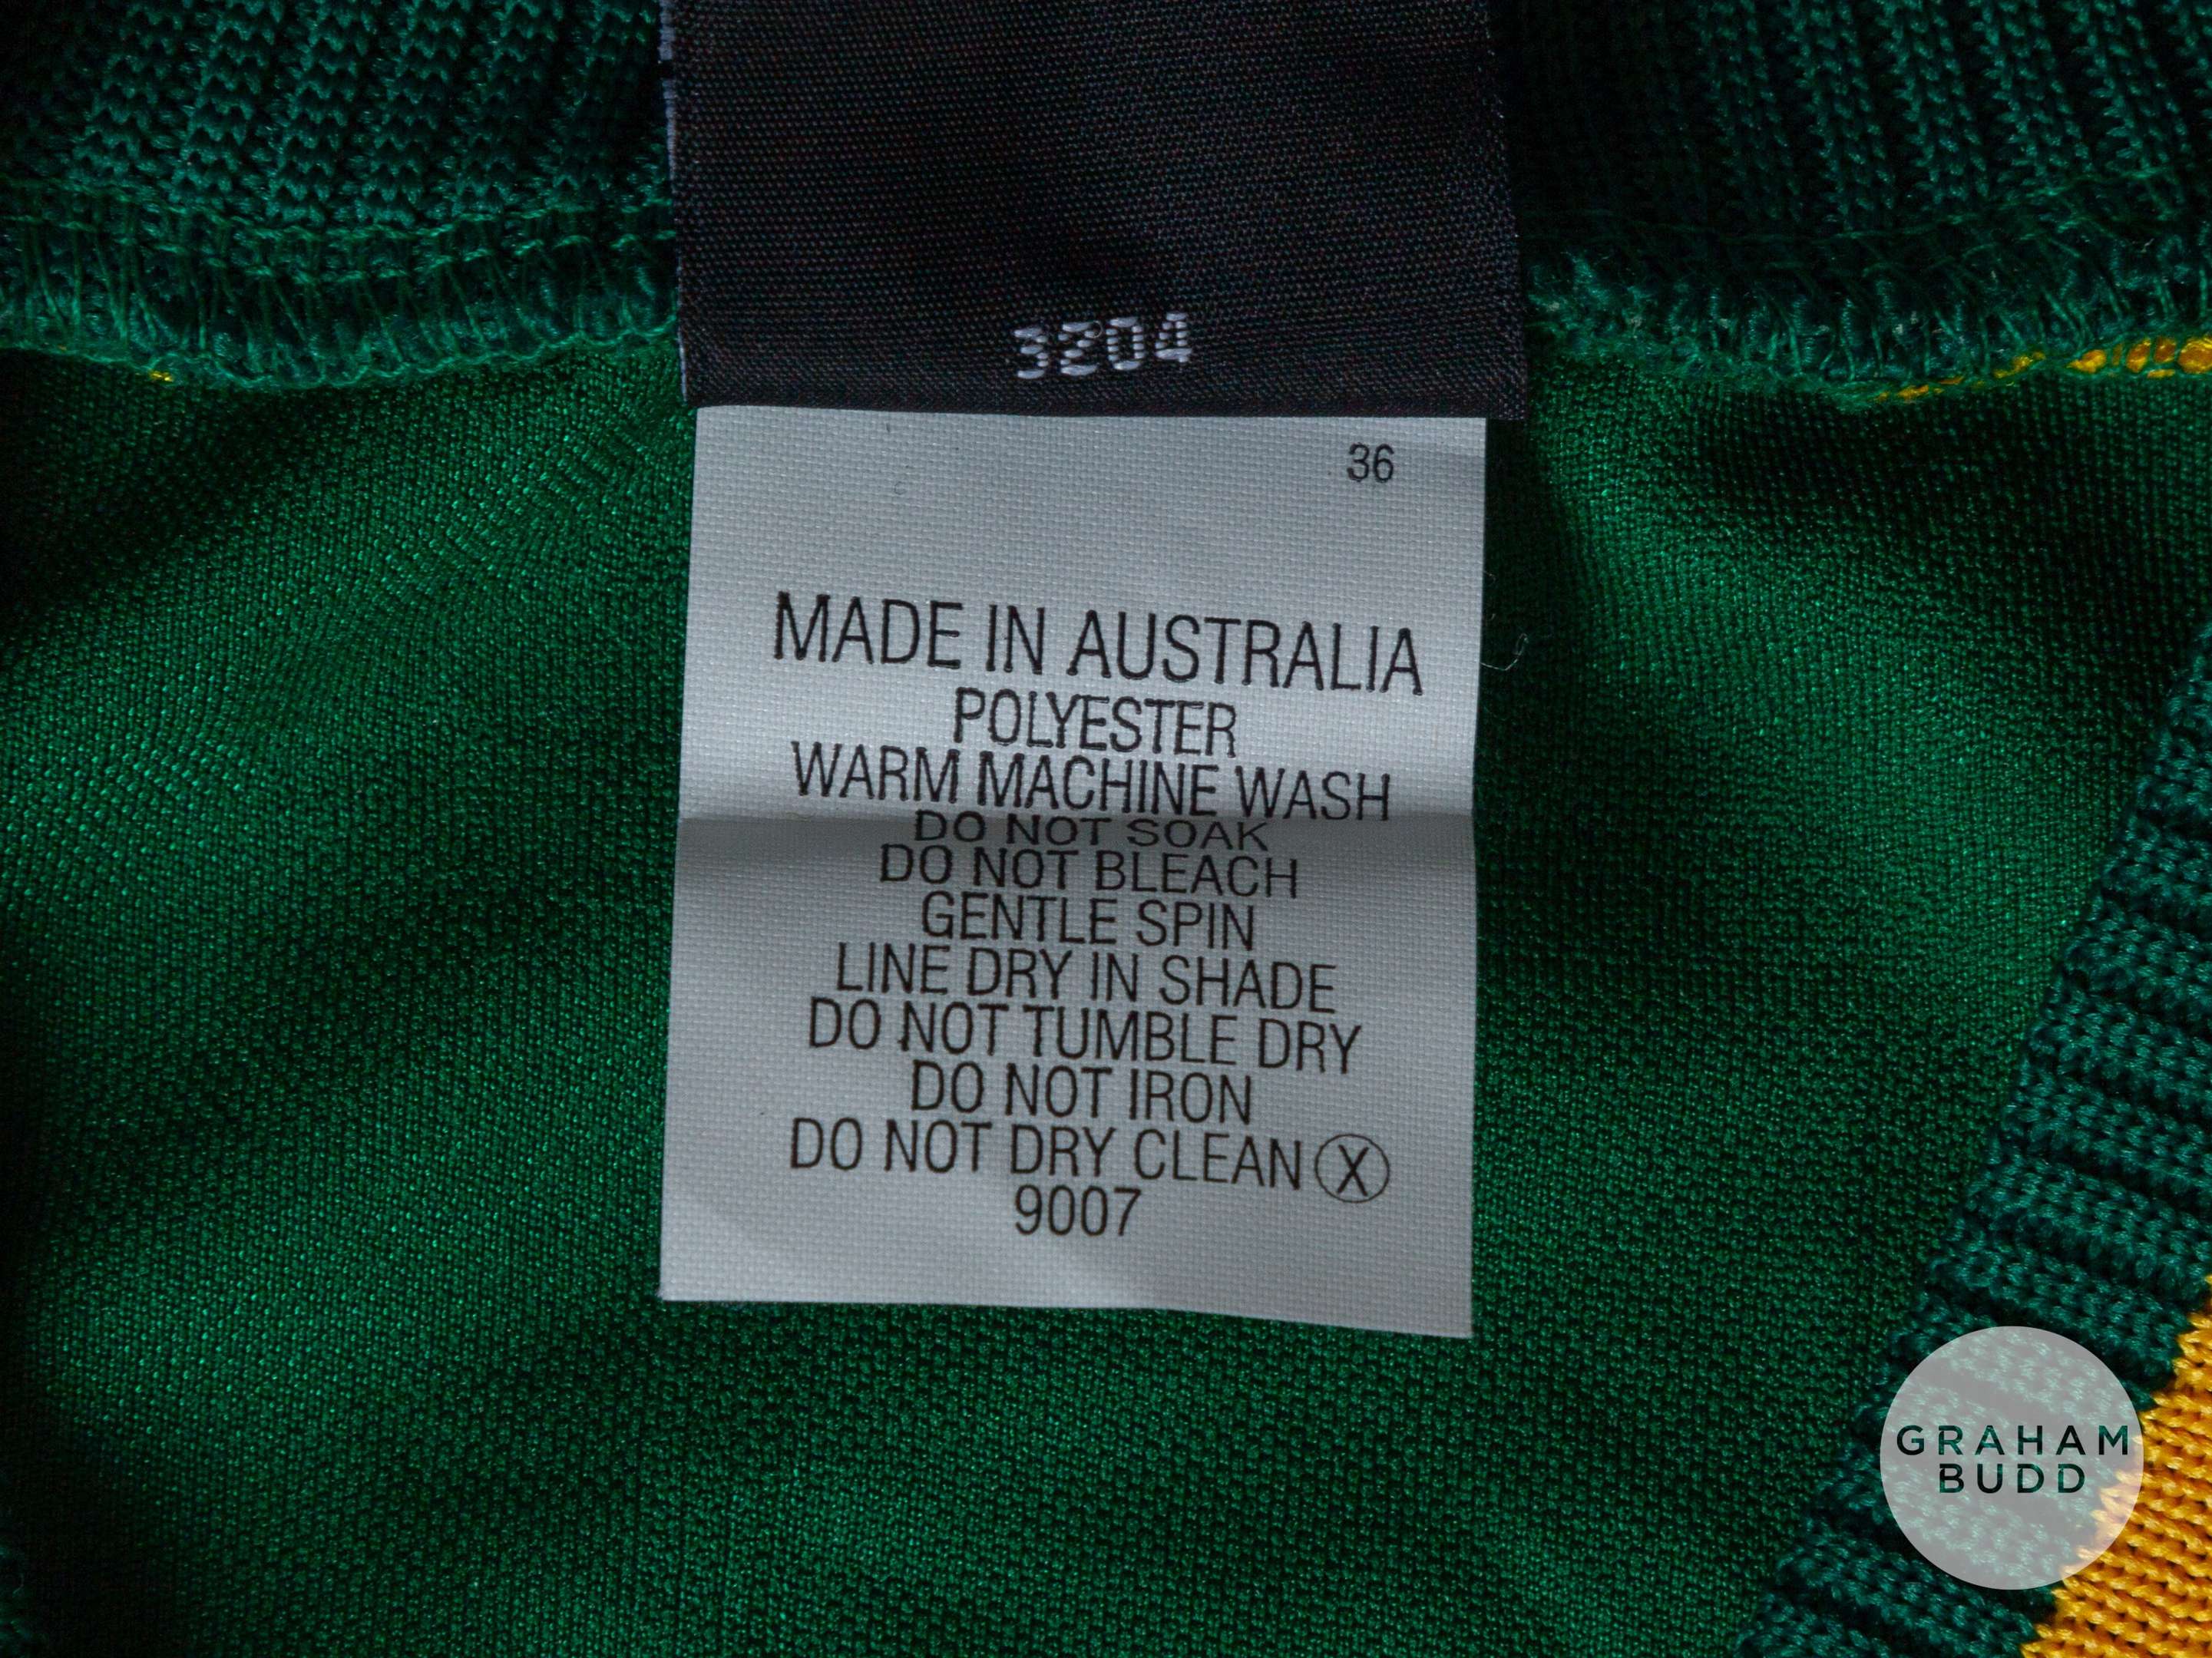 3204
36
MADE IN AUSTRALIA
POLYESTER
WARM MACHINE WASH
DO NOT SOAK
DO NOT BLEACH
GENTLE SPIN
LINE DRY IN SHADE
DO NOT TUMBLE DRY
DO NOT IRON
DO NOT DRY CLEAN Ⓧ
9007
GRAHAM
BUDD